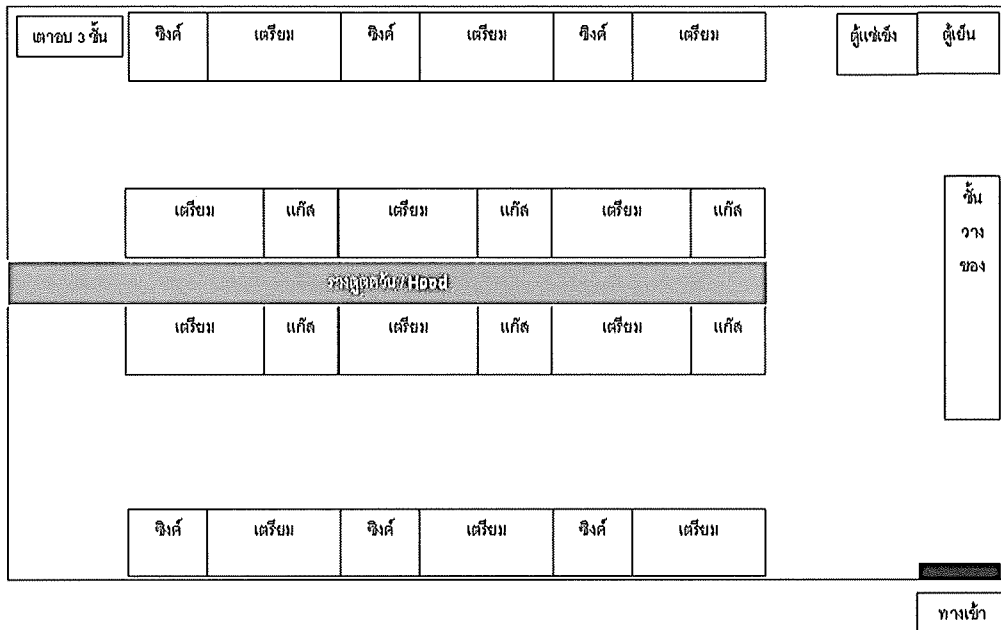 เตาอบ 3 ชั้น ซิงค์ เตรียม ซิงค์ เตรียม ซิงค์ เตรียม ตู้แช่แข็ง ตู้เย็น
เตรียม แก๊ส เตรียม แก๊ส เตรียม แก๊ส
ชั้น
วาง
ของ
/ Hood
เตรียม แก๊ส เตรียม แก๊ส เตรียม แก๊ส
ซิงค์ เตรียม ซิงค์ เตรียม ซิงค์ เตรียม
ทางเข้า